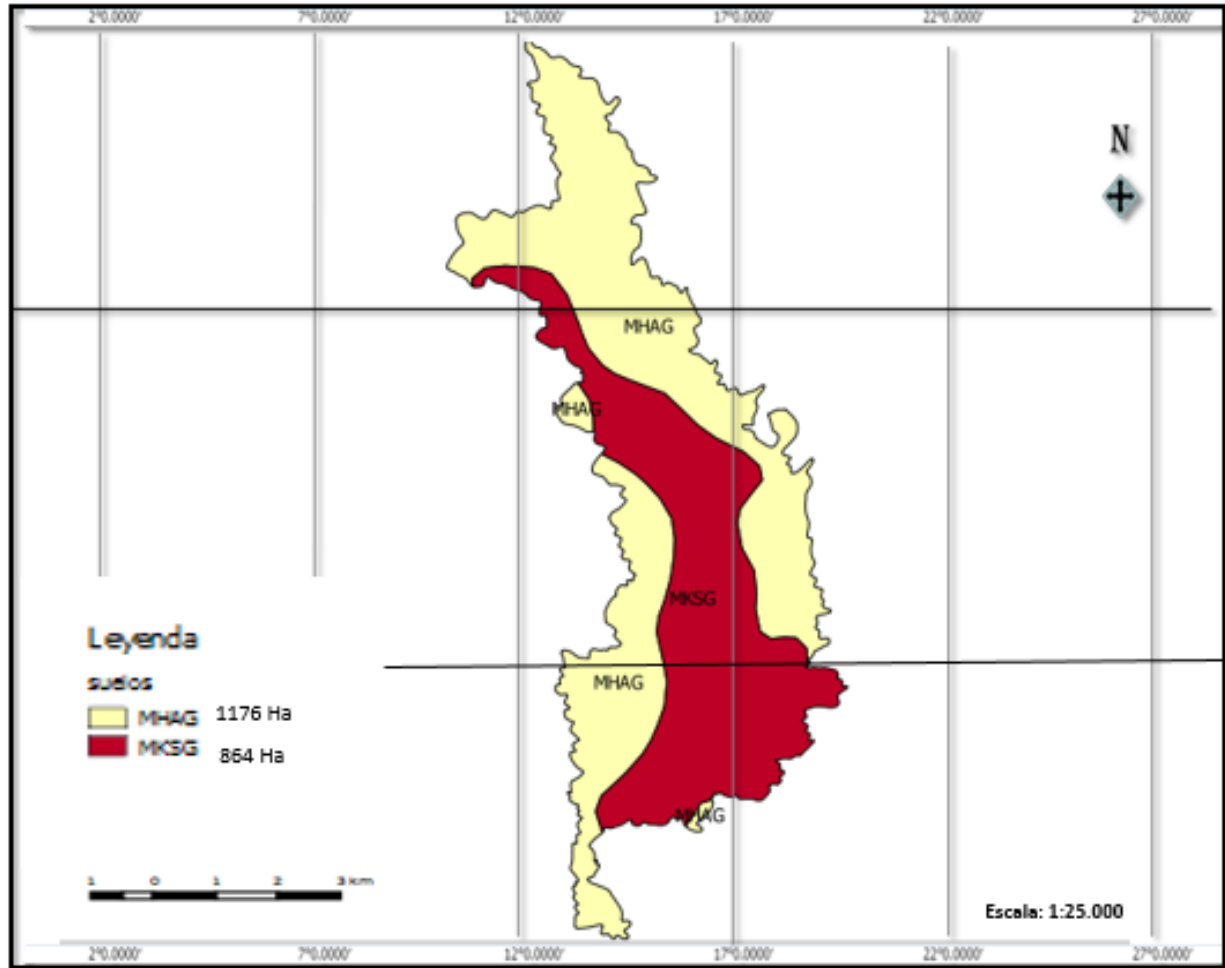 2°0.0000' 7°0.0000' 12°0.0000' 17°0.0000' 22°0.0000' 27°0.0000'
N
MHAG
MHAG
MKSG
Leyenda
suelos
MHAG
MHAG 1176 Ha
MKSG 864 Ha
MHAG
1 0 1 2 3 km
Escala: 1:25.000
2°0.0000' 7°0.0000' 12°0.0000' 17°0.0000' 22°0.0000' 27°0.0000'